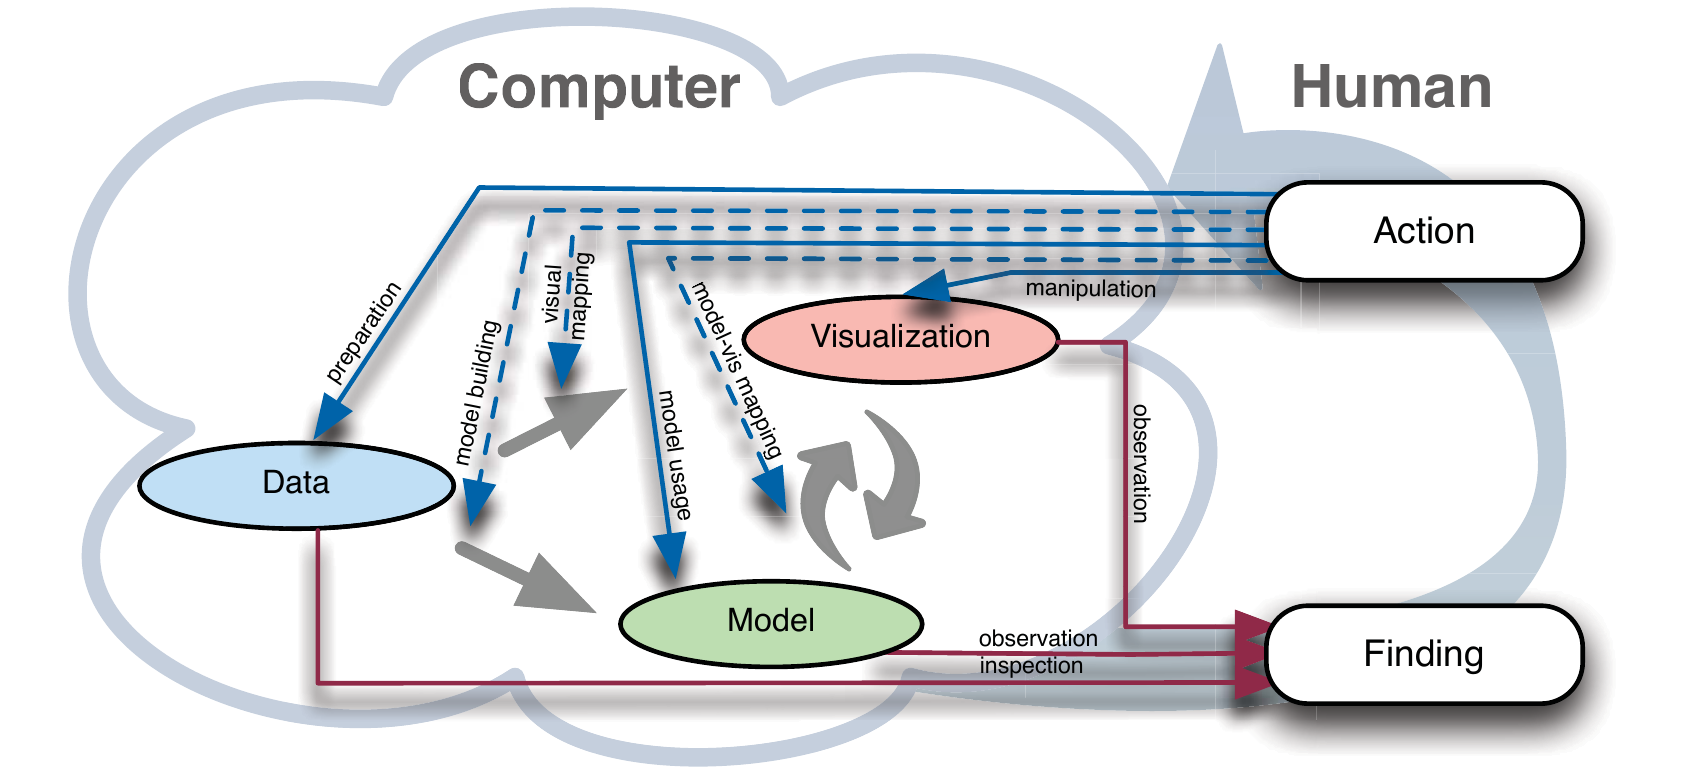 Computer
Human
Action
preparation
model building
visual
mapping
model usage
model-vis mapping
manipulation
Visualization
observation
Data
Model
observation
inspection
Finding